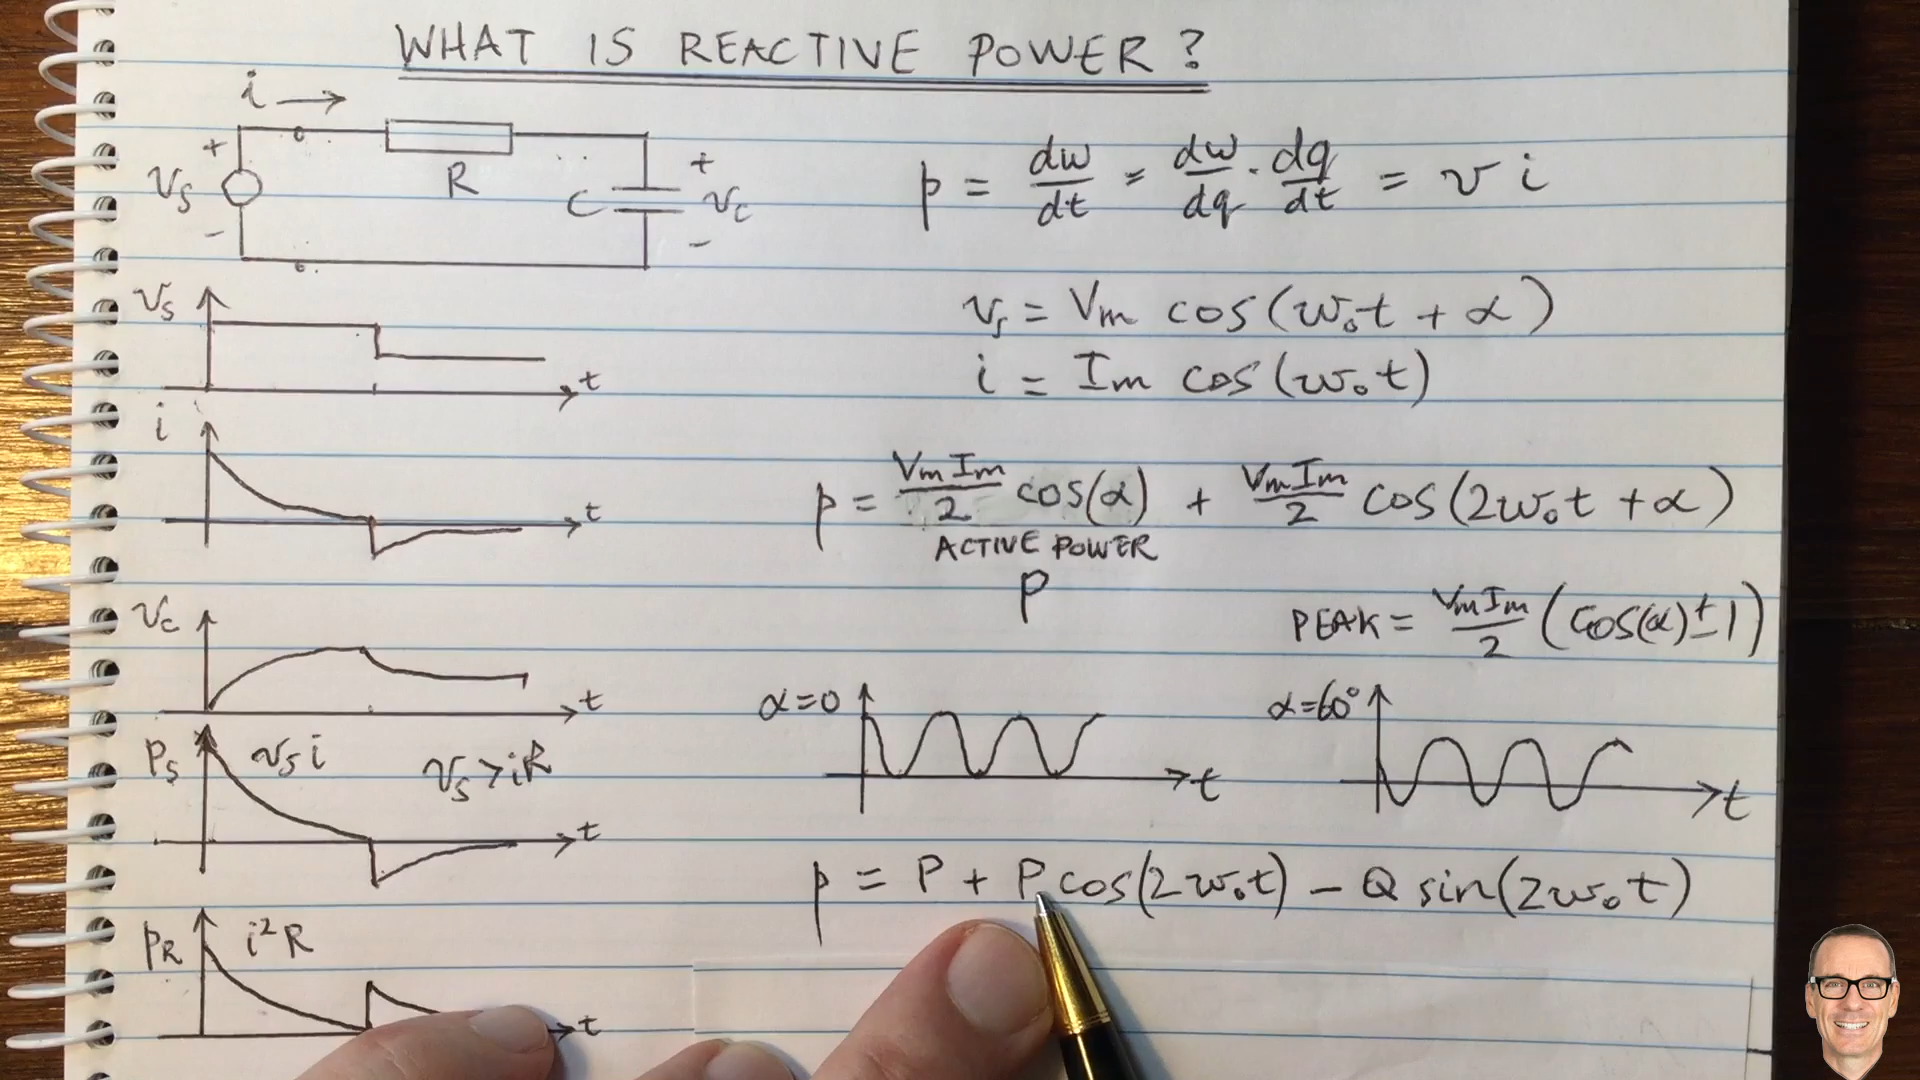 WHAT IS REACTIVE POWER?
i →
+
vs
-
R
C
+
vc
-
p = dw/dt = dw/dq · dq/dt = v i
vs = Vm cos(ω₀t + α)
i = Im cos(ω₀t)
p = VmIm/2 cos(α) + VmIm/2 cos(2ω₀t + α)
ACTIVE POWER
P
PEAK = VmIm/2 (cos(α) ± 1)
α=0
t
α=60°
t
p = P + P cos(2ω₀t) − Q sin(2ω₀t)
vs
t
i
t
vc
t
ps
vs i
vs > iR
t
pR
i²R
t